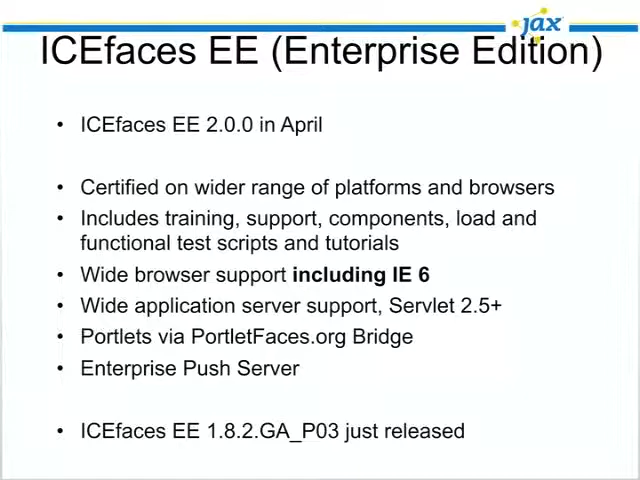 jax
ICEfaces EE (Enterprise Edition)
• ICEfaces EE 2.0.0 in April
• Certified on wider range of platforms and browsers
• Includes training, support, components, load and
functional test scripts and tutorials
• Wide browser support including IE 6
• Wide application server support, Servlet 2.5+
• Portlets via PortletFaces.org Bridge
• Enterprise Push Server
• ICEfaces EE 1.8.2.GA_P03 just released